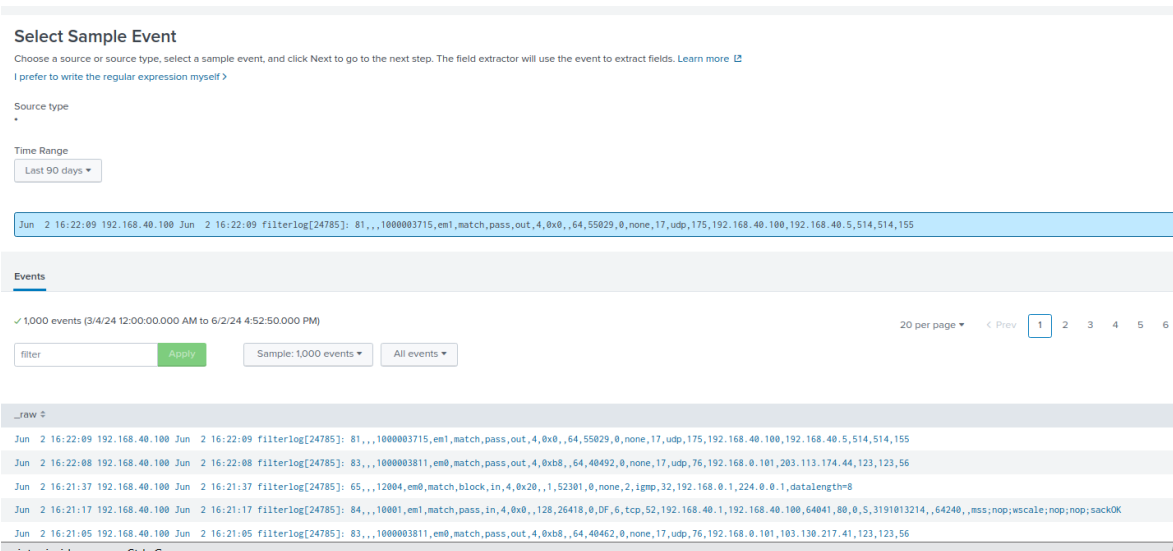 Select Sample Event
Choose a source or source type, select a sample event, and click Next to go to the next step. The field extractor will use the event to extract fields. Learn more
I prefer to write the regular expression myself >
Source type
*
Time Range
Last 90 days
Jun  2 16:22:09 192.168.40.100 Jun  2 16:22:09 filterlog[24785]: 81,,,1000003715,em1,match,pass,out,4,0x0,,64,55029,0,none,17,udp,175,192.168.40.100,192.168.40.5,514,514,155
Events
✓ 1,000 events (3/4/24 12:00:00.000 AM to 6/2/24 4:52:50.000 PM)
20 per page < Prev 1 2 3 4 5 6
filter Apply Sample: 1,000 events All events
_raw
Jun  2 16:22:09 192.168.40.100 Jun  2 16:22:09 filterlog[24785]: 81,,,1000003715,em1,match,pass,out,4,0x0,,64,55029,0,none,17,udp,175,192.168.40.100,192.168.40.5,514,514,155
Jun  2 16:22:08 192.168.40.100 Jun  2 16:22:08 filterlog[24785]: 83,,,1000003811,em0,match,pass,out,4,0xb8,,64,40492,0,none,17,udp,76,192.168.0.101,203.113.174.44,123,123,56
Jun  2 16:21:37 192.168.40.100 Jun  2 16:21:37 filterlog[24785]: 65,,,12004,em0,match,block,in,4,0x20,,1,52301,0,none,2,igmp,32,192.168.0.1,224.0.0.1,datalength=8
Jun  2 16:21:17 192.168.40.100 Jun  2 16:21:17 filterlog[24785]: 84,,,10001,em1,match,pass,in,4,0x0,,128,26418,0,DF,6,tcp,52,192.168.40.1,192.168.40.100,64041,80,0,S,3191013214,,64240,,mss;nop;wscale;nop;nop;sackOK
Jun  2 16:21:05 192.168.40.100 Jun  2 16:21:05 filterlog[24785]: 83,,,1000003811,em0,match,pass,out,4,0xb8,,64,40462,0,none,17,udp,76,192.168.0.101,103.130.217.41,123,123,56